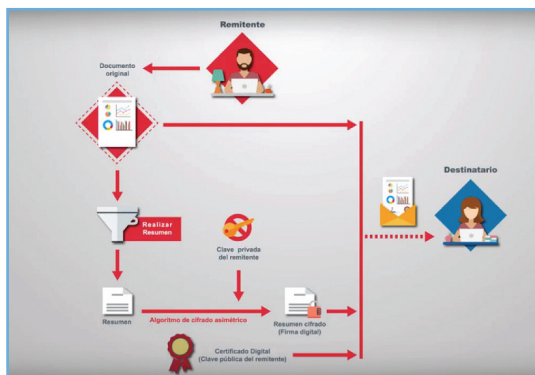 Remitente
Documento
original
Destinatario
Realizar
Resumen
Clave privada
del remitente
Resumen
Algoritmo de cifrado asimétrico
Resumen cifrado
(Firma digital)
Certificado Digital
(Clave pública del remitente)